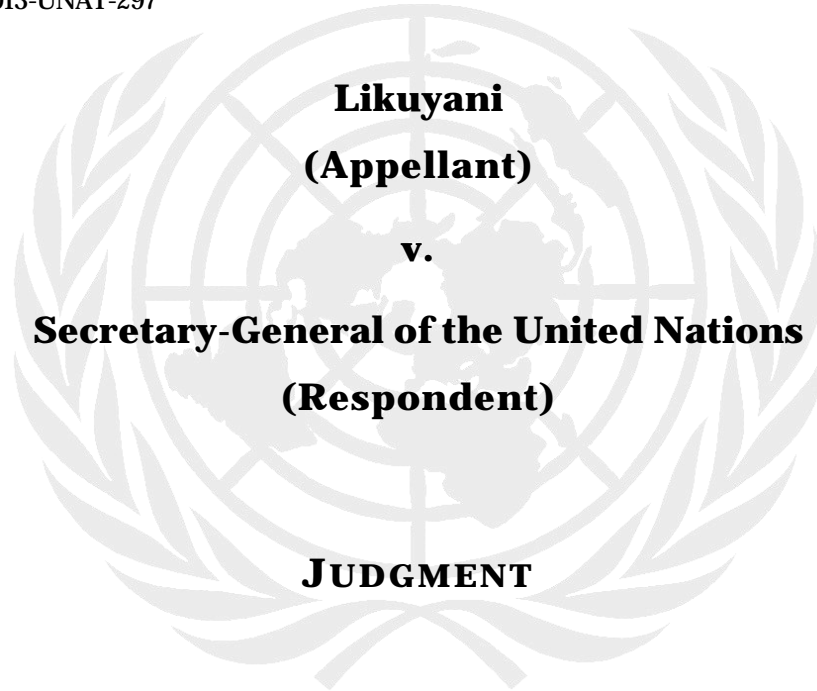 Likuyani
(Appellant)
v.
Secretary-General of the United Nations
(Respondent)
JUDGMENT